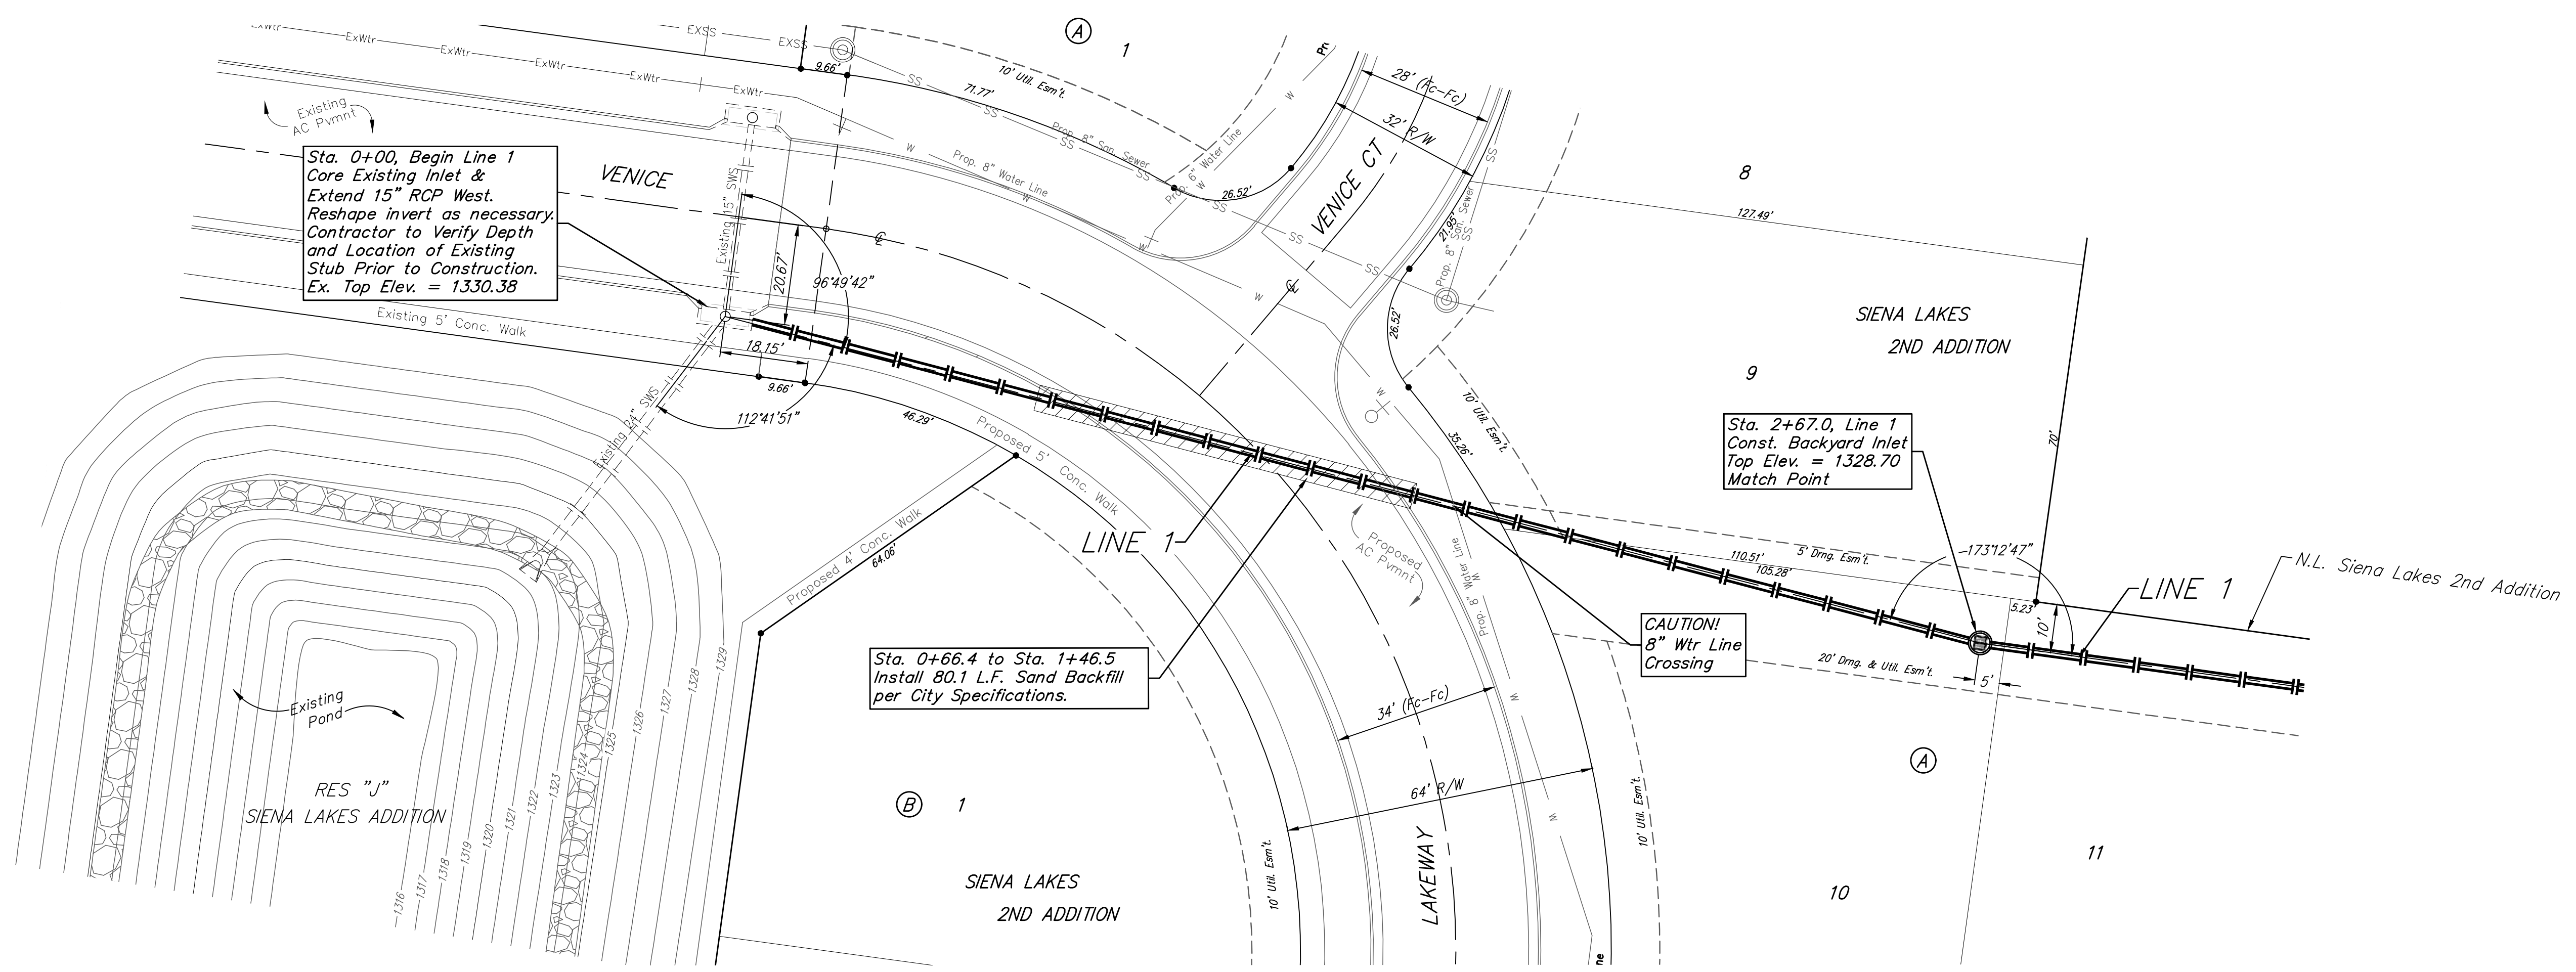 ExWtr
ExWtr
ExWtr
ExWtr
ExWtr
ExWtr
EXSS
EXSS
9.66'
SS
71.77'
SS
10' Util. Esm't.
A
1
Existing
AC Pvmnt
Sta. 0+00, Begin Line 1
Core Existing Inlet &
Extend 15" RCP West.
Reshape invert as necessary.
Contractor to Verify Depth
and Location of Existing
Stub Prior to Construction.
Ex. Top Elev. = 1330.38
VENICE
Existing 15" SWS
20.67'
96°49'42"
℄
W
Prop. 8" Water Line
W
W
Prop. 8" San. Sewer
SS
SS
Prop. 6" Water Line
W
W
26.52'
SS
SS
SS
28' (Fc-Fc)
32' R/W
VENICE CT
℄
SS
21.95'
Prop. 8" San. Sewer
SS
26.52'
W
W
8
127.49'
SIENA LAKES
2ND ADDITION
9
70'
Existing 5' Conc. Walk
18.15'
9.66'
112°41'51"
46.29'
Existing 24" SWS
Proposed 5' Conc. Walk
Proposed 4' Conc. Walk
64.06'
LINE 1
10' Util. Esm't.
35.26'
Sta. 2+67.0, Line 1
Const. Backyard Inlet
Top Elev. = 1328.70
Match Point
Proposed
AC Pvmnt
Prop. 8" Water Line
W
W
W
110.51'
5' Drng. Esm't.
105.28'
173°12'47"
LINE 1
N.L. Siena Lakes 2nd Addition
5.23'
10'
5'
20' Drng. & Util. Esm't.
CAUTION!
8" Wtr Line
Crossing
Sta. 0+66.4 to Sta. 1+46.5
Install 80.1 L.F. Sand Backfill
per City Specifications.
34' (Fc-Fc)
64' R/W
LAKEWAY
10' Util. Esm't.
10' Util. Esm't.
Existing
Pond
RES "J"
SIENA LAKES ADDITION
1316
1317
1318
1319
1320
1321
1322
1323
1324
1325
1326
1327
1328
1329
B
1
SIENA LAKES
2ND ADDITION
A
10
11